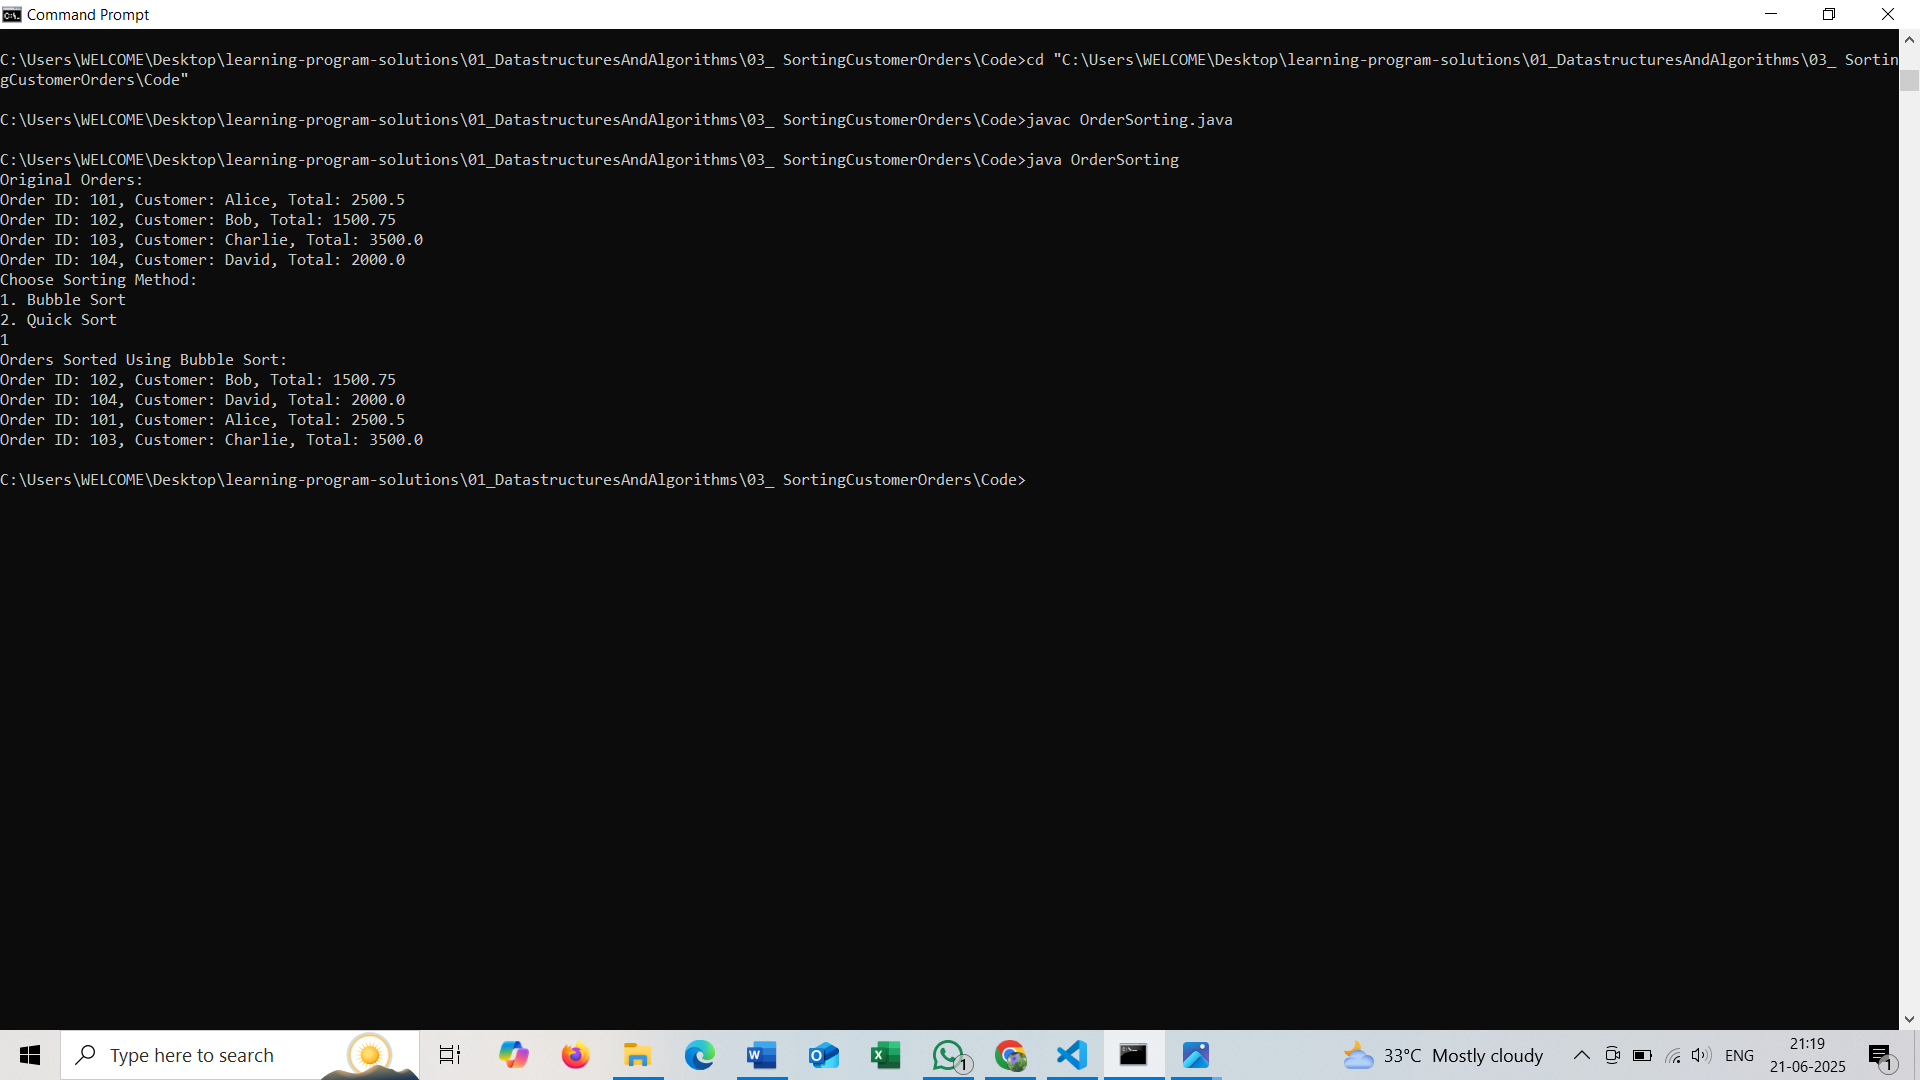 Command Prompt
C:\Users\WELCOME\Desktop\learning-program-solutions\01_DatastructuresAndAlgorithms\03_ SortingCustomerOrders\Code>cd "C:\Users\WELCOME\Desktop\learning-program-solutions\01_DatastructuresAndAlgorithms\03_ Sortin
gCustomerOrders\Code"
C:\Users\WELCOME\Desktop\learning-program-solutions\01_DatastructuresAndAlgorithms\03_ SortingCustomerOrders\Code>javac OrderSorting.java
C:\Users\WELCOME\Desktop\learning-program-solutions\01_DatastructuresAndAlgorithms\03_ SortingCustomerOrders\Code>java OrderSorting
Original Orders:
Order ID: 101, Customer: Alice, Total: 2500.5
Order ID: 102, Customer: Bob, Total: 1500.75
Order ID: 103, Customer: Charlie, Total: 3500.0
Order ID: 104, Customer: David, Total: 2000.0
Choose Sorting Method:
1. Bubble Sort
2. Quick Sort
1
Orders Sorted Using Bubble Sort:
Order ID: 102, Customer: Bob, Total: 1500.75
Order ID: 104, Customer: David, Total: 2000.0
Order ID: 101, Customer: Alice, Total: 2500.5
Order ID: 103, Customer: Charlie, Total: 3500.0
C:\Users\WELCOME\Desktop\learning-program-solutions\01_DatastructuresAndAlgorithms\03_ SortingCustomerOrders\Code>
Type here to search
1
33°C Mostly cloudy
ENG
21:19
21-06-2025
1